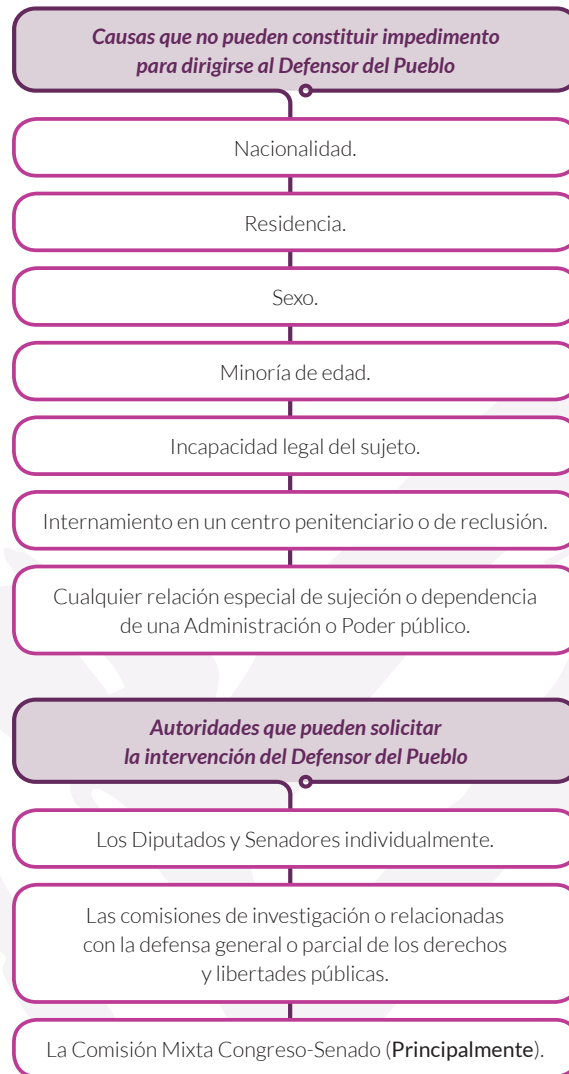 Causas que no pueden constituir impedimento
para dirigirse al Defensor del Pueblo
Nacionalidad.
Residencia.
Sexo.
Minoría de edad.
Incapacidad legal del sujeto.
Internamiento en un centro penitenciario o de reclusión.
Cualquier relación especial de sujeción o dependencia
de una Administración o Poder público.
Autoridades que pueden solicitar
la intervención del Defensor del Pueblo
Los Diputados y Senadores individualmente.
Las comisiones de investigación o relacionadas
con la defensa general o parcial de los derechos
y libertades públicas.
La Comisión Mixta Congreso-Senado (Principalmente).